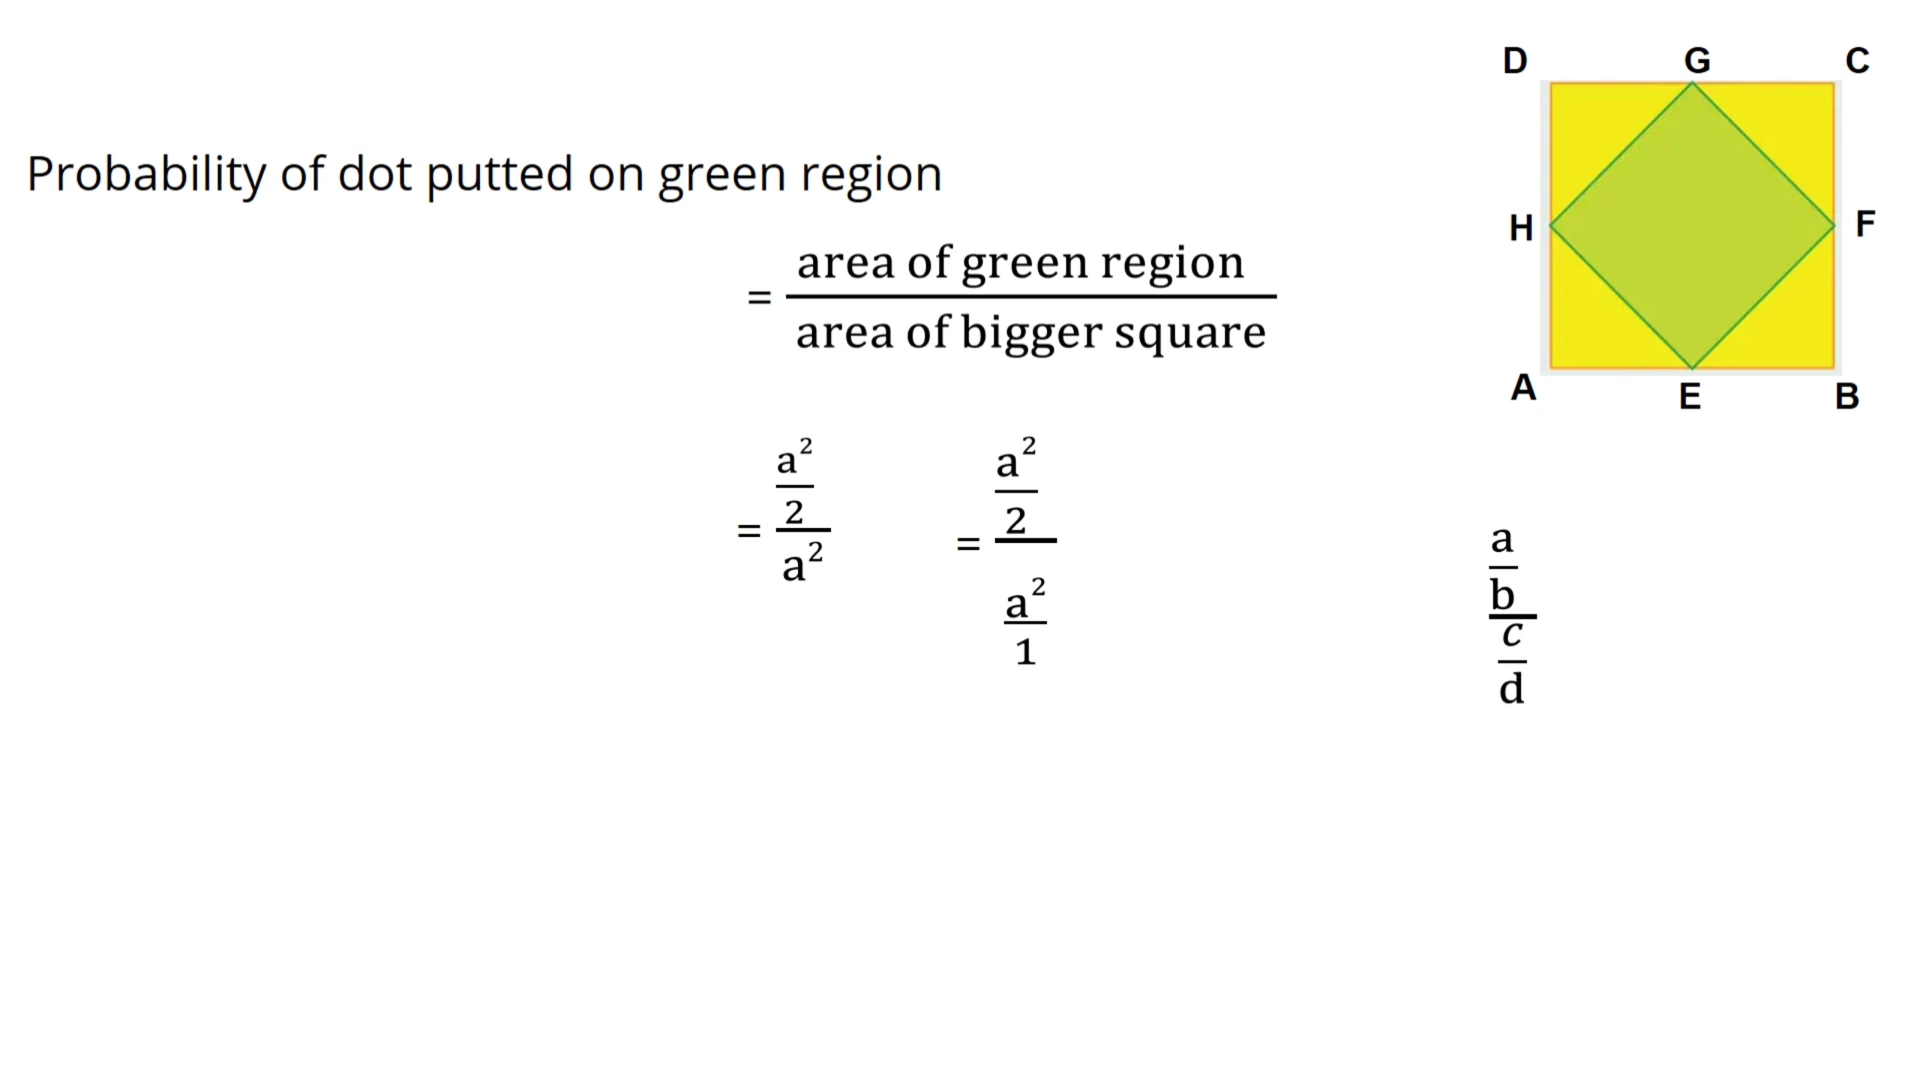 D G C
Probability of dot putted on green region
H F
area of green region
=
area of bigger square
A E B
= a²/2 / a² = a²/2 / a²/1
a/b / c/d